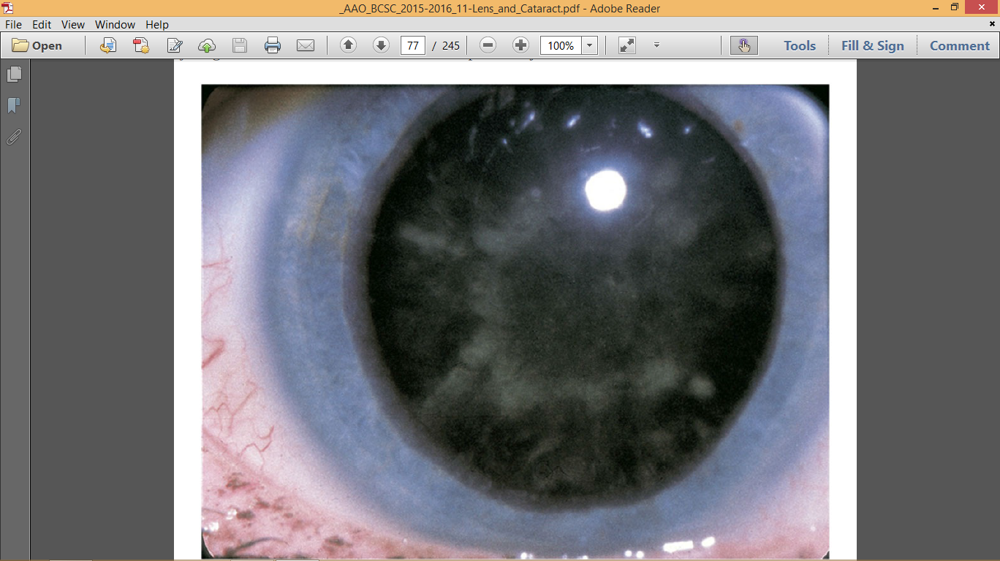 _AAO_BCSC_2015-2016_11-Lens_and_Cataract.pdf - Adobe Reader
File Edit View Window Help
Open 77 / 245 100% Tools Fill & Sign Comment